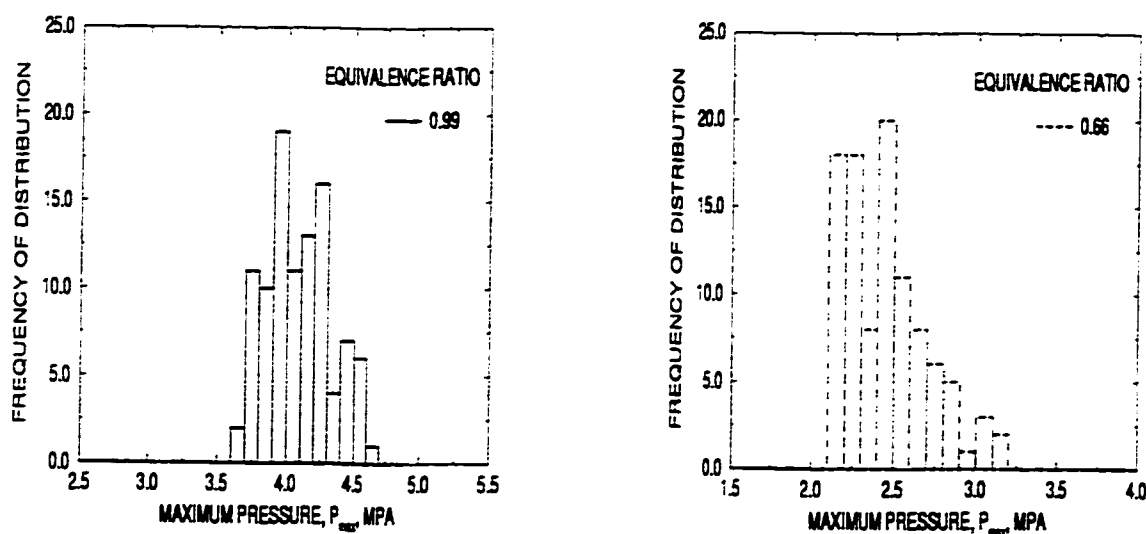 25.0
20.0
15.0
10.0
5.0
0.0
FREQUENCY OF DISTRIBUTION
EQUIVALENCE RATIO
0.99
2.5 3.0 3.5 4.0 4.5 5.0 5.5
MAXIMUM PRESSURE, P max, MPA
25.0
20.0
15.0
10.0
5.0
0.0
FREQUENCY OF DISTRIBUTION
EQUIVALENCE RATIO
0.66
1.5 2.0 2.5 3.0 3.5 4.0
MAXIMUM PRESSURE, P max, MPA